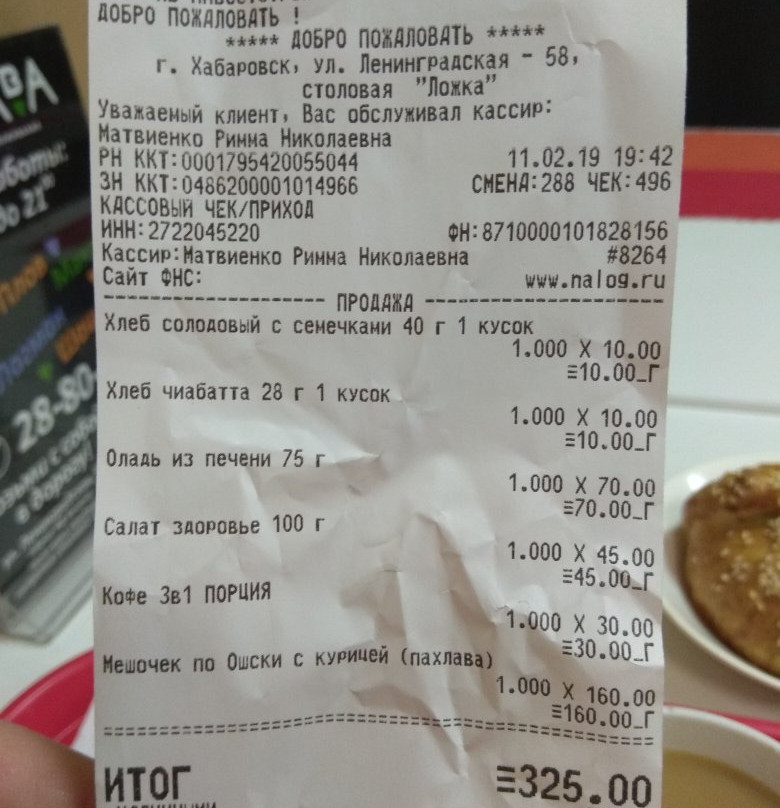 ДОБРО ПОЖАЛОВАТЬ !
***** ДОБРО ПОЖАЛОВАТЬ *****
г. Хабаровск, ул. Ленинградская - 58,
столовая "Ложка"
Уважаемый клиент, Вас обслуживал кассир:
Матвиенко Римма Николаевна
РН ККТ:0001795420055044 11.02.19 19:42
ЗН ККТ:0486200001014966 СМЕНА:288 ЧЕК:496
КАССОВЫЙ ЧЕК/ПРИХОД
ИНН:2722045220 ФН:8710000101828156
Кассир:Матвиенко Римма Николаевна #8264
Сайт ФНС: www.nalog.ru
ПРОДАЖА
Хлеб солодовый с семечками 40 г 1 кусок
1.000 X 10.00
≡10.00_Г
Хлеб чиабатта 28 г 1 кусок
1.000 X 10.00
≡10.00_Г
Оладь из печени 75 г
1.000 X 70.00
≡70.00_Г
Салат здоровье 100 г
1.000 X 45.00
≡45.00_Г
Кофе 3в1 ПОРЦИЯ
1.000 X 30.00
≡30.00_Г
Мешочек по Ошски с курицей (пахлава)
1.000 X 160.00
≡160.00_Г
ИТОГ ≡325.00
28-80